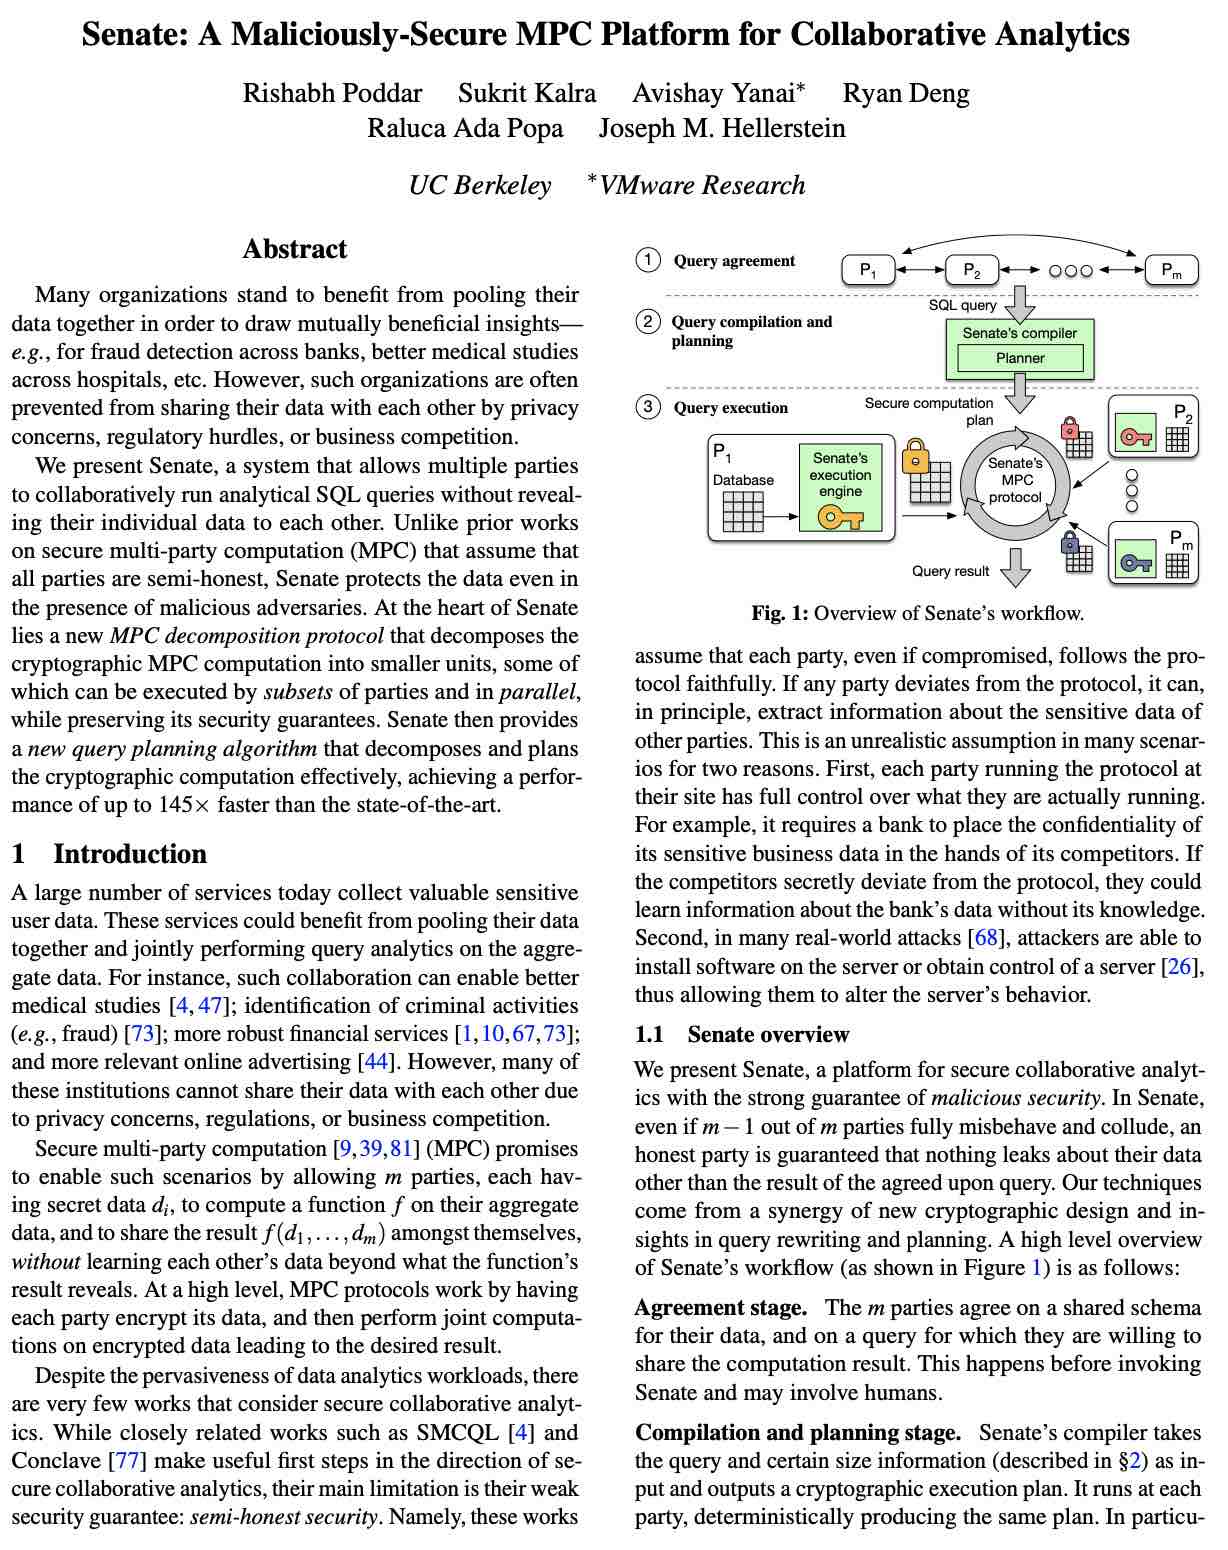 Senate: A Maliciously-Secure MPC Platform for Collaborative Analytics
Rishabh Poddar Sukrit Kalra Avishay Yanai* Ryan Deng
Raluca Ada Popa Joseph M. Hellerstein
UC Berkeley *VMware Research
Abstract
Many organizations stand to benefit from pooling their
data together in order to draw mutually beneficial insights—
e.g., for fraud detection across banks, better medical studies
across hospitals, etc. However, such organizations are often
prevented from sharing their data with each other by privacy
concerns, regulatory hurdles, or business competition.
We present Senate, a system that allows multiple parties
to collaboratively run analytical SQL queries without reveal-
ing their individual data to each other. Unlike prior works
on secure multi-party computation (MPC) that assume that
all parties are semi-honest, Senate protects the data even in
the presence of malicious adversaries. At the heart of Senate
lies a new MPC decomposition protocol that decomposes the
cryptographic MPC computation into smaller units, some of
which can be executed by subsets of parties and in parallel,
while preserving its security guarantees. Senate then provides
a new query planning algorithm that decomposes and plans
the cryptographic computation effectively, achieving a perfor-
mance of up to 145× faster than the state-of-the-art.
1 Introduction
A large number of services today collect valuable sensitive
user data. These services could benefit from pooling their data
together and jointly performing query analytics on the aggre-
gate data. For instance, such collaboration can enable better
medical studies [4,47]; identification of criminal activities
(e.g., fraud) [73]; more robust financial services [1,10,67,73];
and more relevant online advertising [44]. However, many of
these institutions cannot share their data with each other due
to privacy concerns, regulations, or business competition.
Secure multi-party computation [9,39,81] (MPC) promises
to enable such scenarios by allowing m parties, each hav-
ing secret data dᵢ, to compute a function f on their aggregate
data, and to share the result f(d₁,...,dₘ) amongst themselves,
without learning each other's data beyond what the function's
result reveals. At a high level, MPC protocols work by having
each party encrypt its data, and then perform joint computa-
tions on encrypted data leading to the desired result.
Despite the pervasiveness of data analytics workloads, there
are very few works that consider secure collaborative analyt-
ics. While closely related works such as SMCQL [4] and
Conclave [77] make useful first steps in the direction of se-
cure collaborative analytics, their main limitation is their weak
security guarantee: semi-honest security. Namely, these works
1 Query agreement
P₁ P₂ Pₘ
SQL query
2 Query compilation and
planning
Senate's compiler
Planner
3 Query execution
Secure computation
plan
P₁
Database
Senate's
execution
engine
Senate's
MPC
protocol
P₂
Pₘ
Query result
Fig. 1: Overview of Senate's workflow.
assume that each party, even if compromised, follows the pro-
tocol faithfully. If any party deviates from the protocol, it can,
in principle, extract information about the sensitive data of
other parties. This is an unrealistic assumption in many scenar-
ios for two reasons. First, each party running the protocol at
their site has full control over what they are actually running.
For example, it requires a bank to place the confidentiality of
its sensitive business data in the hands of its competitors. If
the competitors secretly deviate from the protocol, they could
learn information about the bank's data without its knowledge.
Second, in many real-world attacks [68], attackers are able to
install software on the server or obtain control of a server [26],
thus allowing them to alter the server's behavior.
1.1 Senate overview
We present Senate, a platform for secure collaborative analyt-
ics with the strong guarantee of malicious security. In Senate,
even if m − 1 out of m parties fully misbehave and collude, an
honest party is guaranteed that nothing leaks about their data
other than the result of the agreed upon query. Our techniques
come from a synergy of new cryptographic design and in-
sights in query rewriting and planning. A high level overview
of Senate's workflow (as shown in Figure 1) is as follows:
Agreement stage. The m parties agree on a shared schema
for their data, and on a query for which they are willing to
share the computation result. This happens before invoking
Senate and may involve humans.
Compilation and planning stage. Senate's compiler takes
the query and certain size information (described in §2) as in-
put and outputs a cryptographic execution plan. It runs at each
party, deterministically producing the same plan. In particu-